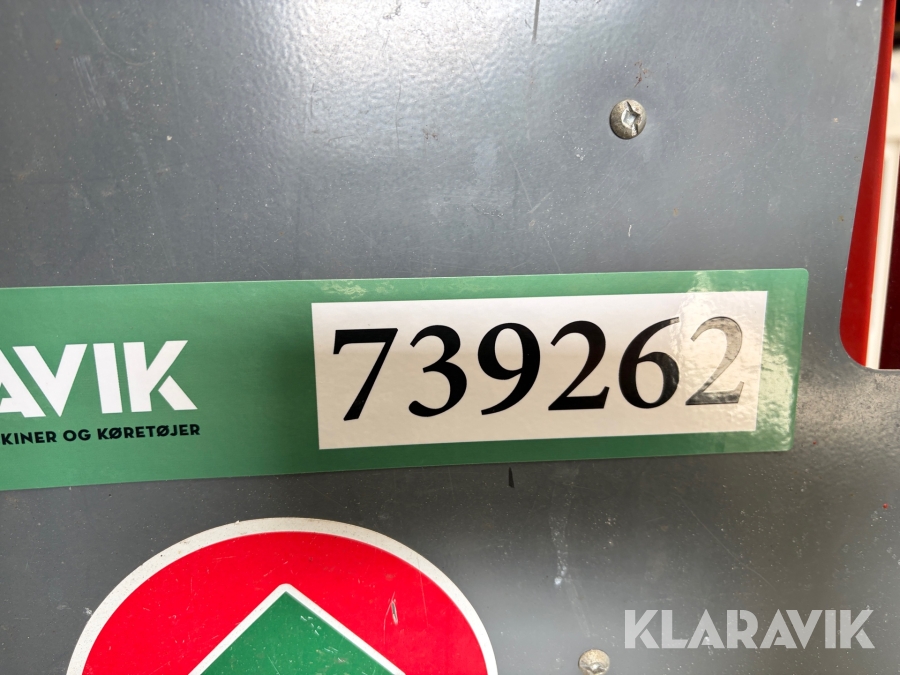 AVIK
KINER OG KØRETØJER
739262
KLARAVIK